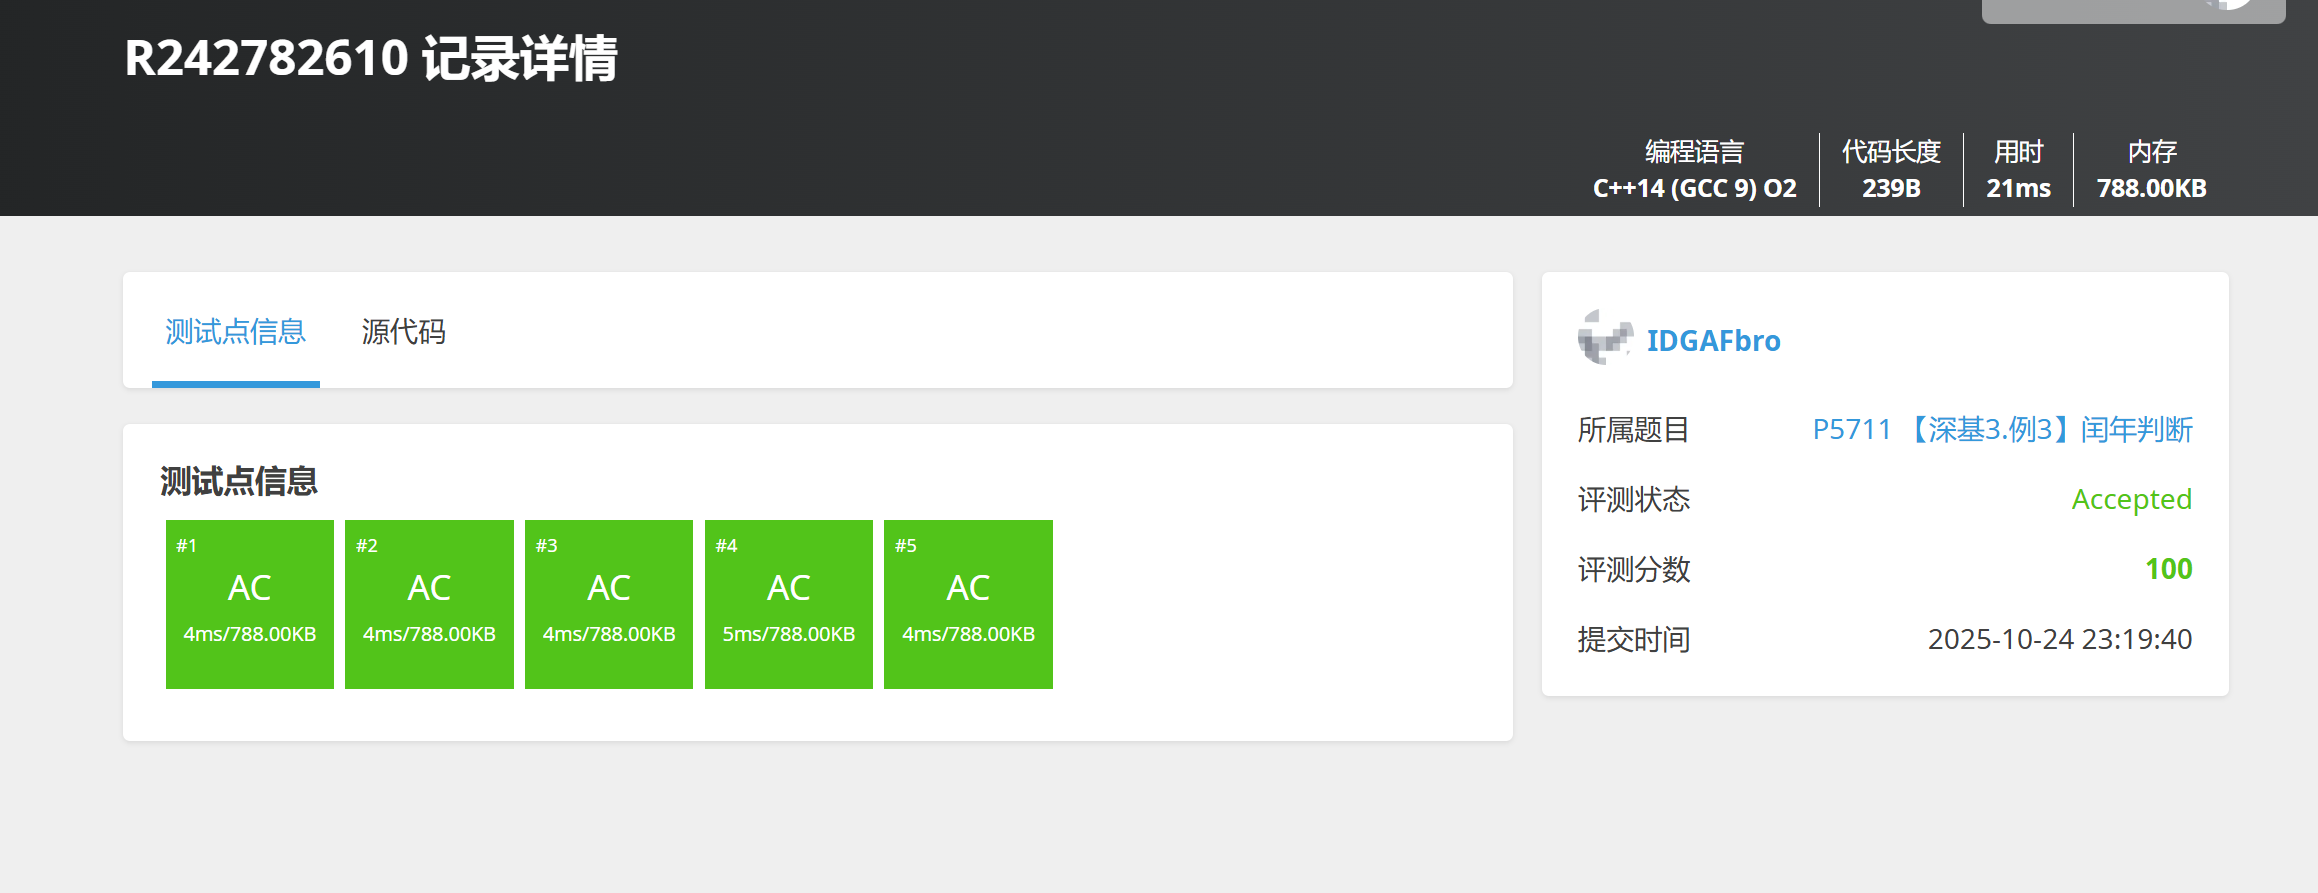 R242782610 记录详情
编程语言
C++14 (GCC 9) O2
代码长度
239B
用时
21ms
内存
788.00KB
测试点信息
源代码
测试点信息
#1
AC
4ms/788.00KB
#2
AC
4ms/788.00KB
#3
AC
4ms/788.00KB
#4
AC
5ms/788.00KB
#5
AC
4ms/788.00KB
IDGAFbro
所属题目 P5711 【深基3.例3】闰年判断
评测状态 Accepted
评测分数 100
提交时间 2025-10-24 23:19:40